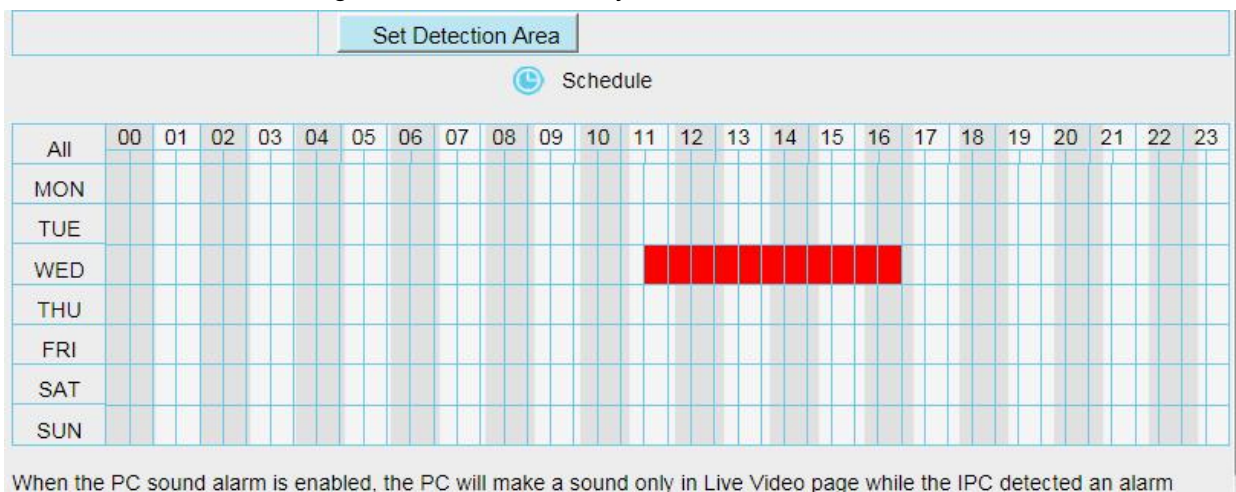 Set Detection Area
Schedule
All 00 01 02 03 04 05 06 07 08 09 10 11 12 13 14 15 16 17 18 19 20 21 22 23
MON
TUE
WED
THU
FRI
SAT
SUN
When the PC sound alarm is enabled, the PC will make a sound only in Live Video page while the IPC detected an alarm